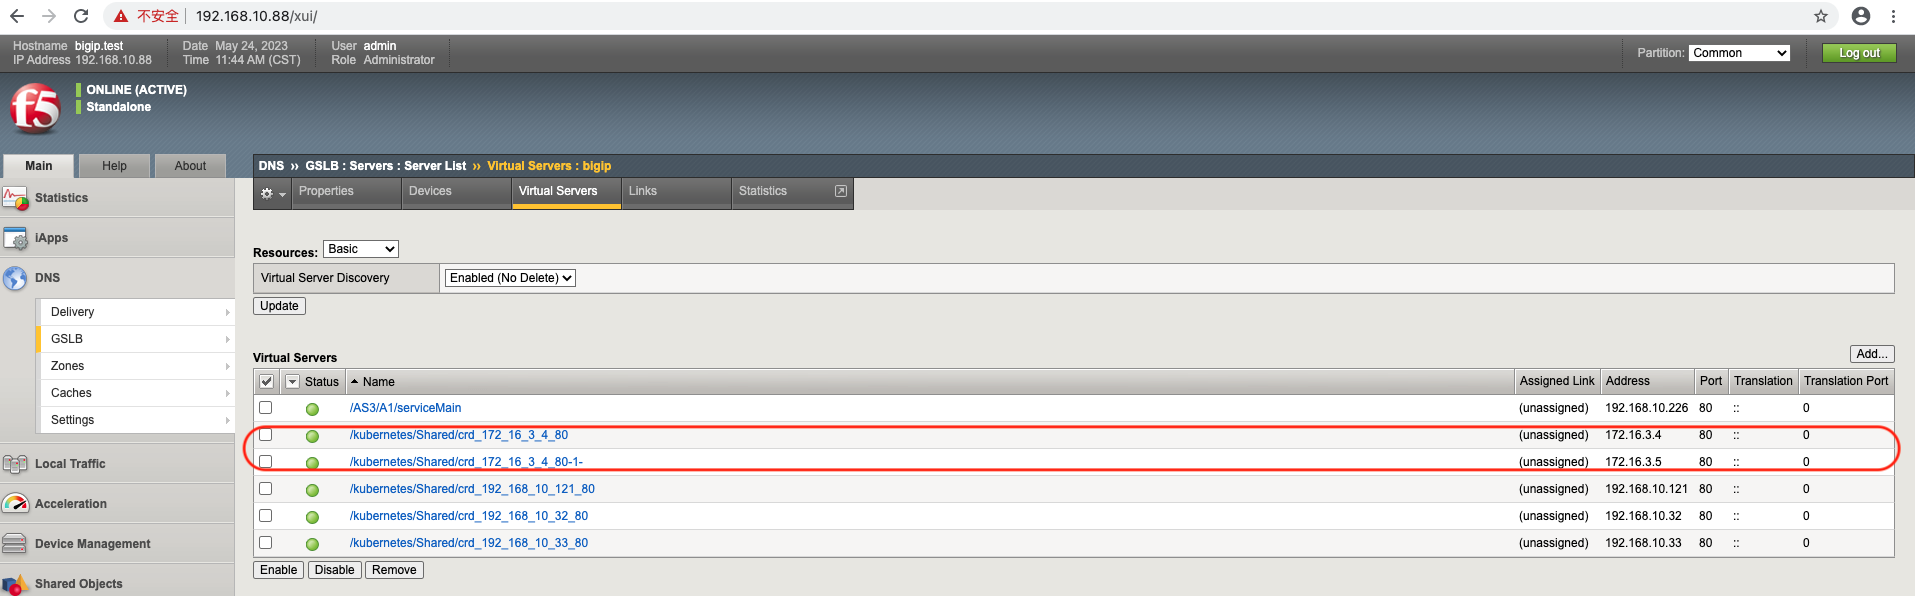 不安全 192.168.10.88/xui/
Hostname bigip.test Date May 24, 2023 User admin
IP Address 192.168.10.88 Time 11:44 AM (CST) Role Administrator
Partition: Common Log out
f5
ONLINE (ACTIVE)
Standalone
Main Help About
DNS ›› GSLB : Servers : Server List ›› Virtual Servers : bigip
Properties Devices Virtual Servers Links Statistics
Statistics
iApps
DNS
Delivery
GSLB
Zones
Caches
Settings
Local Traffic
Acceleration
Device Management
Shared Objects
Resources: Basic
Virtual Server Discovery Enabled (No Delete)
Update
Virtual Servers Add...
Status Name Assigned Link Address Port Translation Translation Port
/AS3/A1/serviceMain (unassigned) 192.168.10.226 80 :: 0
/kubernetes/Shared/crd_172_16_3_4_80 (unassigned) 172.16.3.4 80 :: 0
/kubernetes/Shared/crd_172_16_3_4_80-1- (unassigned) 172.16.3.5 80 :: 0
/kubernetes/Shared/crd_192_168_10_121_80 (unassigned) 192.168.10.121 80 :: 0
/kubernetes/Shared/crd_192_168_10_32_80 (unassigned) 192.168.10.32 80 :: 0
/kubernetes/Shared/crd_192_168_10_33_80 (unassigned) 192.168.10.33 80 :: 0
Enable Disable Remove